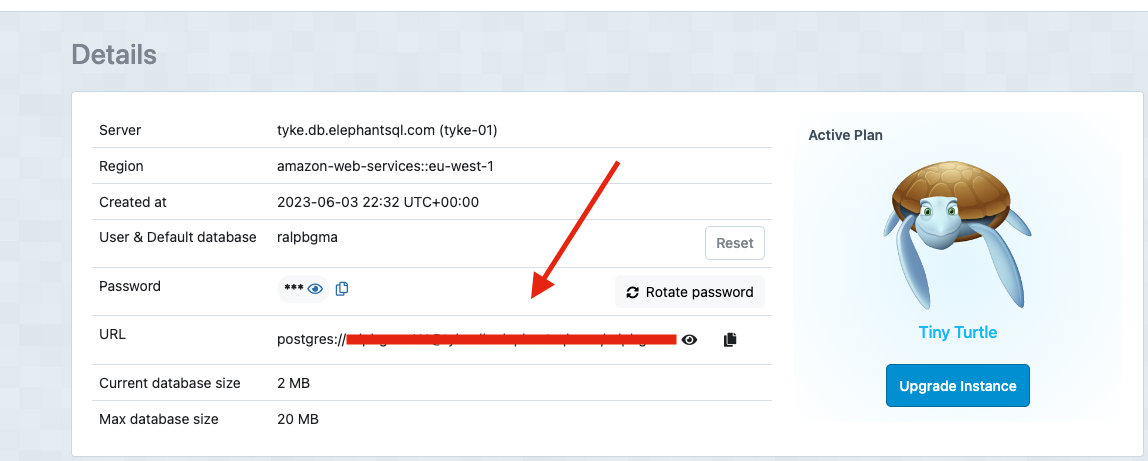 Details
Server tyke.db.elephantsql.com (tyke-01)
Region amazon-web-services::eu-west-1
Created at 2023-06-03 22:32 UTC+00:00
User & Default database ralpbgma Reset
Password *** Rotate password
URL postgres://
Current database size 2 MB
Max database size 20 MB
Active Plan
Tiny Turtle
Upgrade Instance